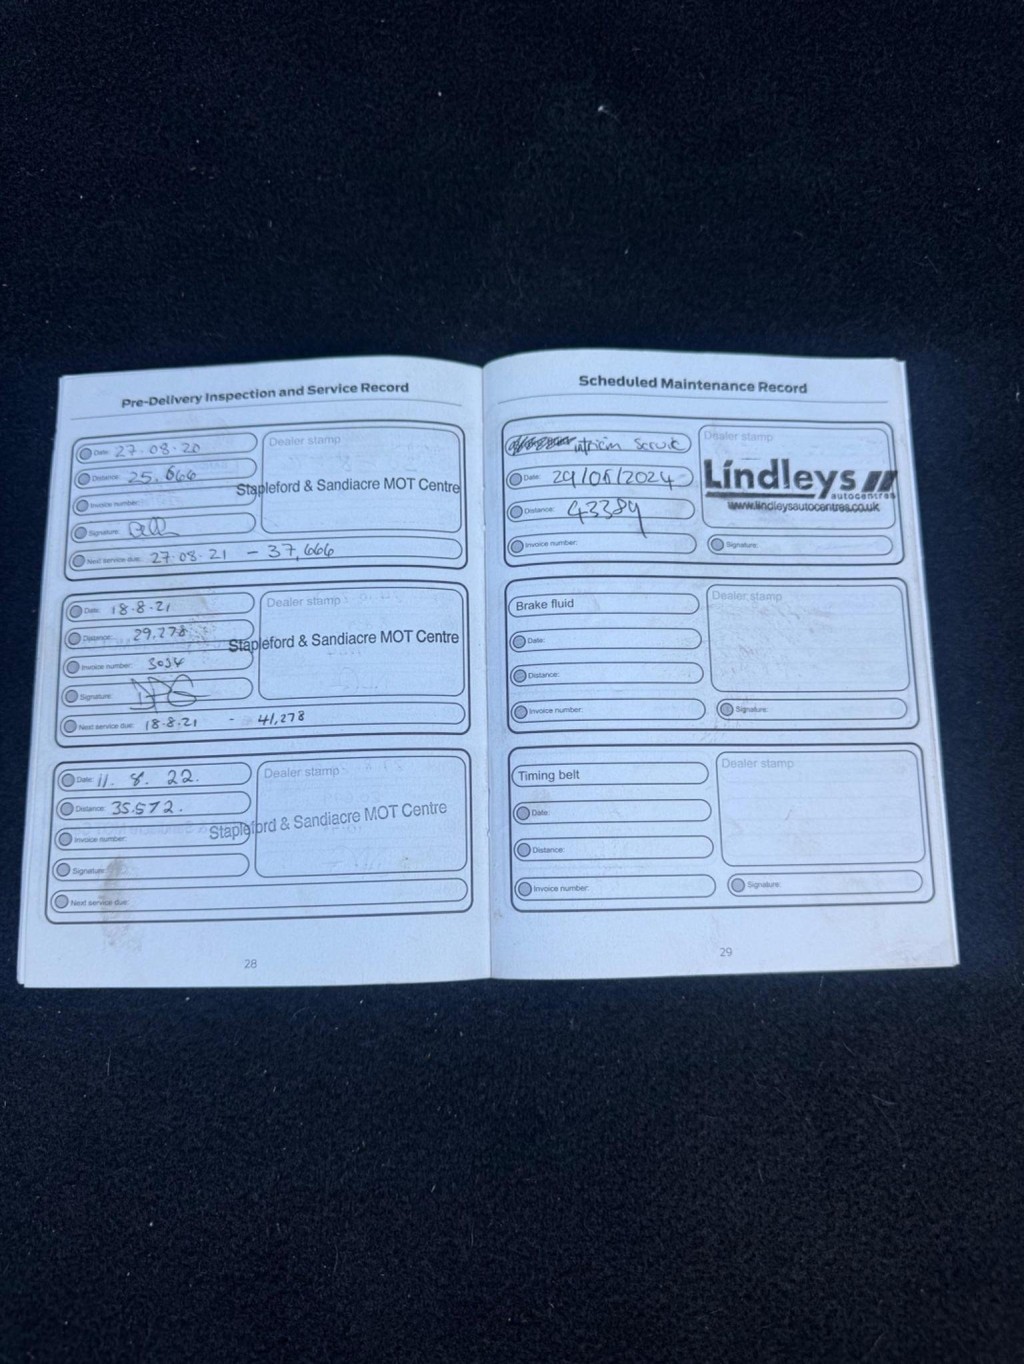 Pre-Delivery Inspection and Service Record
Date: 27-08-20
Distance: 25.666
Invoice number:
Signature:
Next service due: 27-08-21 - 37,666
Dealer stamp
Stapleford & Sandiacre MOT Centre
Date: 18-8-21
Distance: 29,278
Invoice number: 3034
Signature:
Next service due: 18-8-21 - 41,278
Dealer stamp
Stapleford & Sandiacre MOT Centre
Date: 11. 8. 22.
Distance: 35.572.
Invoice number:
Signature:
Next service due:
Dealer stamp
Stapleford & Sandiacre MOT Centre
28
Scheduled Maintenance Record
Date: 29/08/2024
Distance: 43389
Invoice number:
Dealer stamp
Lindleys
autocentres
www.lindleysautocentres.co.uk
Signature:
Brake fluid
Date:
Distance:
Invoice number:
Dealer stamp
Signature:
Timing belt
Date:
Distance:
Invoice number:
Dealer stamp
Signature:
29